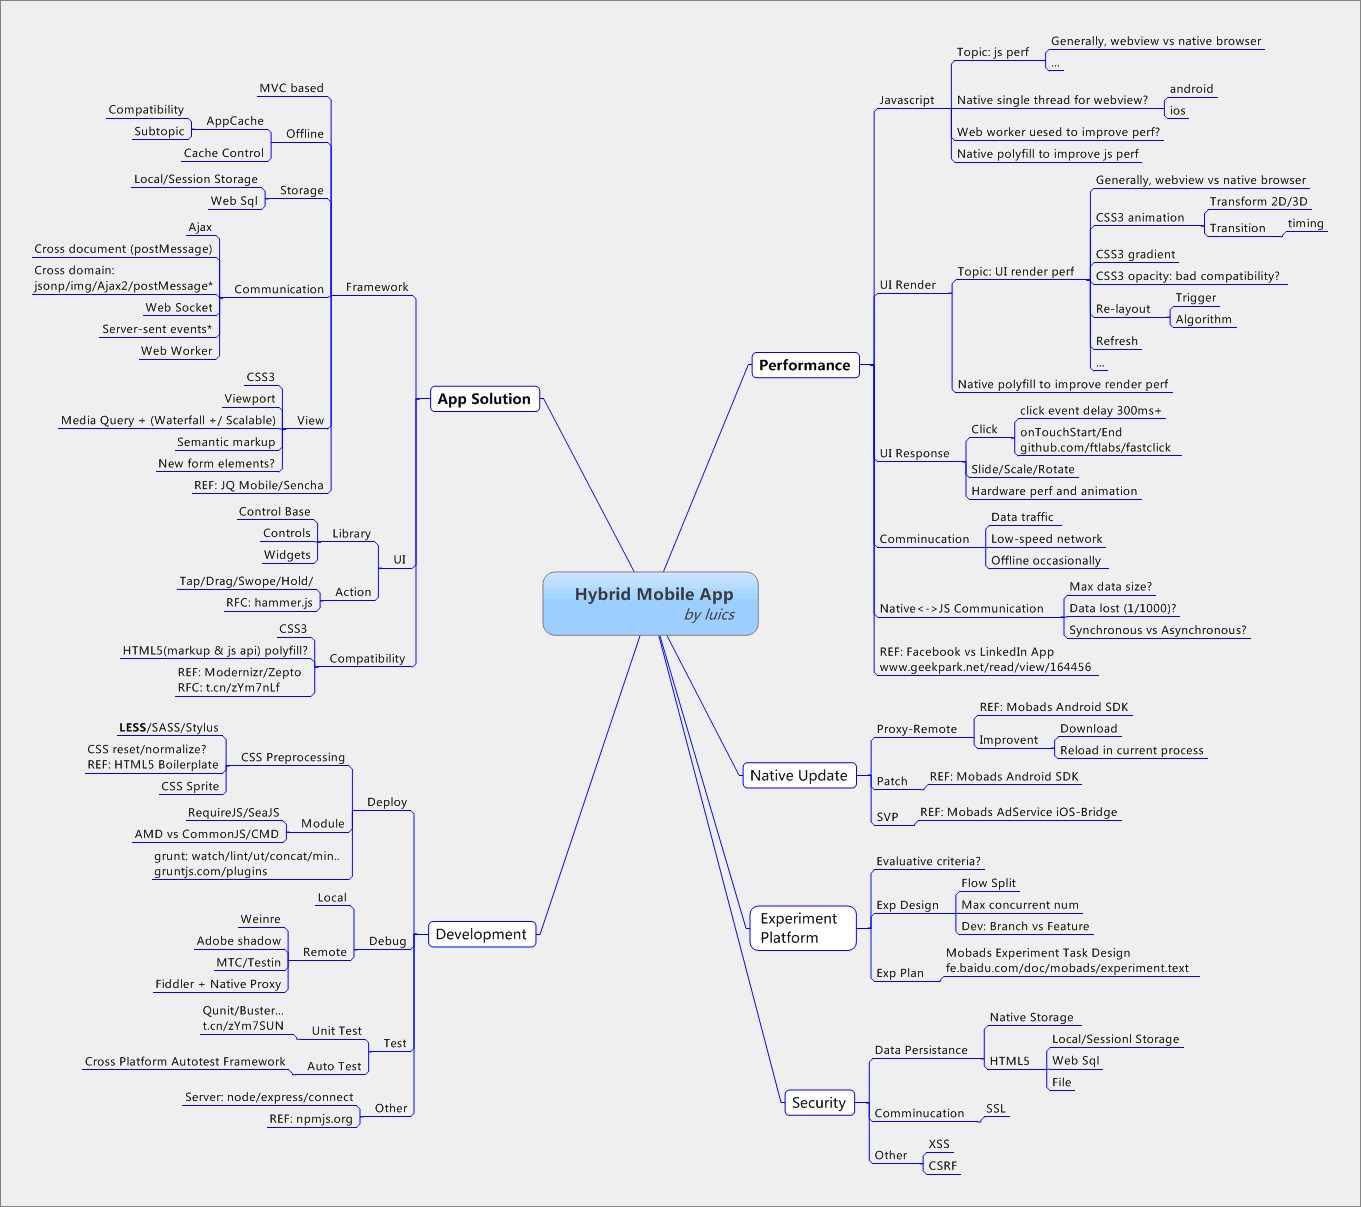 Hybrid Mobile App
by luics
App Solution
Framework
MVC based
Offline
AppCache
Compatibility
Subtopic
Cache Control
Storage
Local/Session Storage
Web Sql
Communication
Ajax
Cross document (postMessage)
Cross domain:
jsonp/img/Ajax2/postMessage*
Web Socket
Server-sent events*
Web Worker
View
CSS3
Viewport
Media Query + (Waterfall +/ Scalable)
Semantic markup
New form elements?
REF: JQ Mobile/Sencha
UI
Library
Control Base
Controls
Widgets
Action
Tap/Drag/Swope/Hold/
RFC: hammer.js
Compatibility
CSS3
HTML5(markup & js api) polyfill?
REF: Modernizr/Zepto
RFC: t.cn/zYm7nLf
Development
Deploy
CSS Preprocessing
LESS/SASS/Stylus
CSS reset/normalize?
REF: HTML5 Boilerplate
CSS Sprite
Module
RequireJS/SeaJS
AMD vs CommonJS/CMD
grunt: watch/lint/ut/concat/min..
gruntjs.com/plugins
Debug
Local
Remote
Weinre
Adobe shadow
MTC/Testin
Fiddler + Native Proxy
Test
Unit Test
Qunit/Buster...
t.cn/zYm7SUN
Auto Test
Cross Platform Autotest Framework
Other
Server: node/express/connect
REF: npmjs.org
Performance
Javascript
Topic: js perf
Generally, webview vs native browser
...
Native single thread for webview?
android
ios
Web worker uesed to improve perf?
Native polyfill to improve js perf
UI Render
Topic: UI render perf
Generally, webview vs native browser
CSS3 animation
Transform 2D/3D
Transition
timing
CSS3 gradient
CSS3 opacity: bad compatibility?
Re-layout
Trigger
Algorithm
Refresh
...
Native polyfill to improve render perf
UI Response
Click
click event delay 300ms+
onTouchStart/End
github.com/ftlabs/fastclick
Slide/Scale/Rotate
Hardware perf and animation
Comminucation
Data traffic
Low-speed network
Offline occasionally
Native<->JS Communication
Max data size?
Data lost (1/1000)?
Synchronous vs Asynchronous?
REF: Facebook vs LinkedIn App
www.geekpark.net/read/view/164456
Native Update
Proxy-Remote
REF: Mobads Android SDK
Improvent
Download
Reload in current process
Patch
REF: Mobads Android SDK
SVP
REF: Mobads AdService iOS-Bridge
Experiment
Platform
Evaluative criteria?
Exp Design
Flow Split
Max concurrent num
Dev: Branch vs Feature
Exp Plan
Mobads Experiment Task Design
fe.baidu.com/doc/mobads/experiment.text
Security
Data Persistance
Native Storage
HTML5
Local/Sessionl Storage
Web Sql
File
Comminucation
SSL
Other
XSS
CSRF